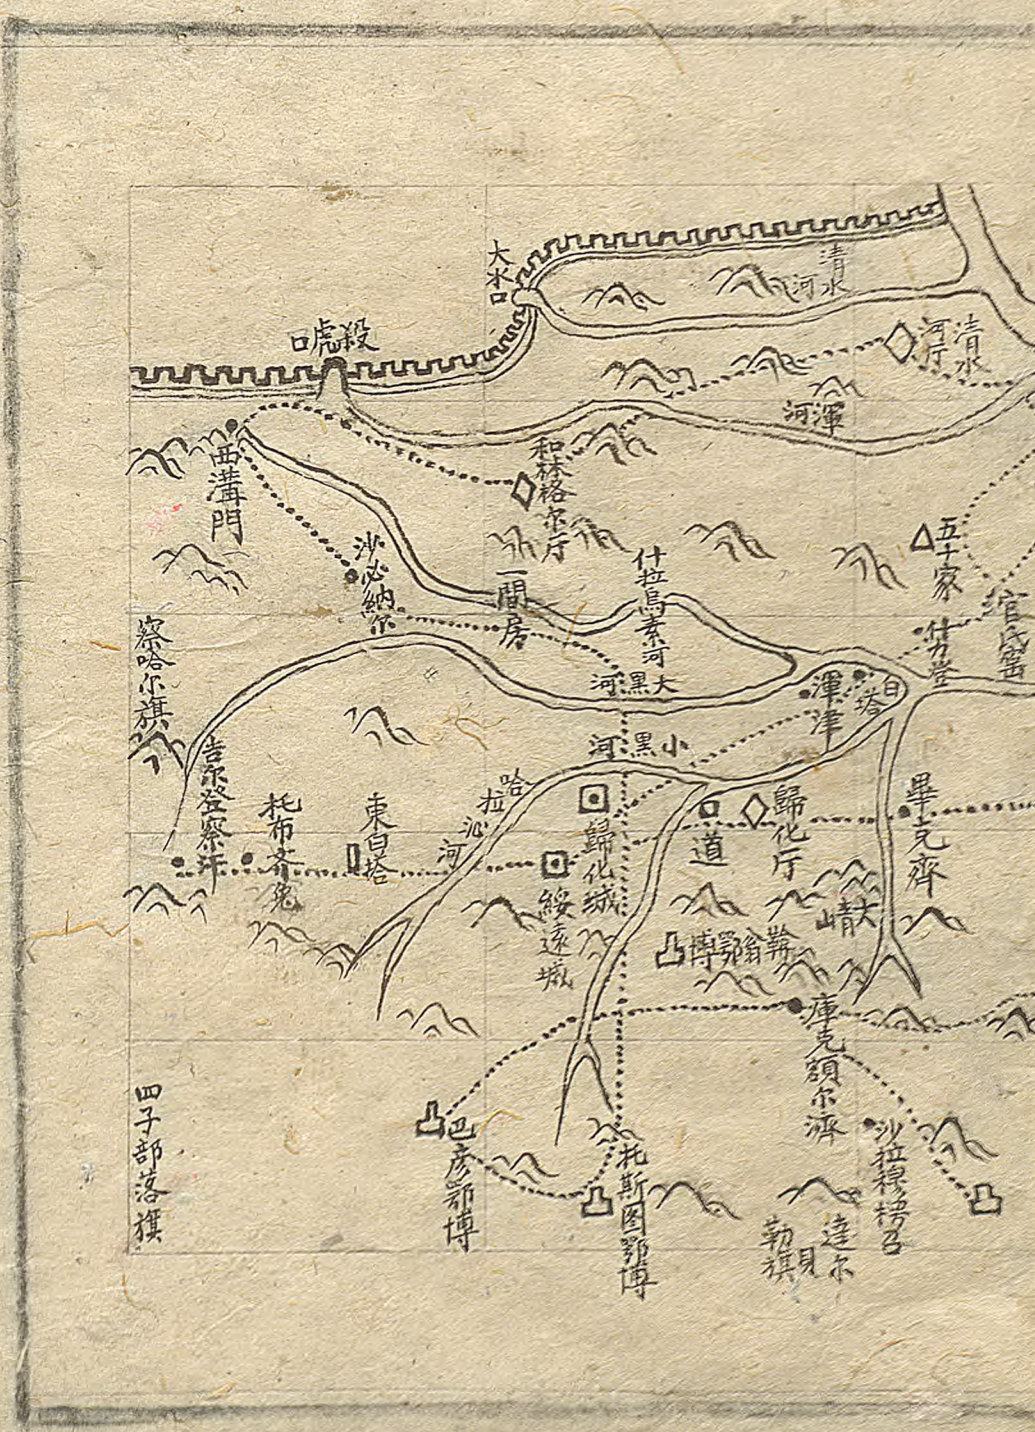 大水口
清水河
殺虎口
清水河厅
渾河
和林格尔厅
西溝門
五十家
沙必納尔
什拉烏素河
一間房
察哈尔旗
大黑河
渾津
白塔
小黑河
吉尔登察汗
托布齐兔
東白塔
哈拉沁河
歸化城
綏遠城
道
歸化厅
畢克齊
大青山
翁鄂博
庫克額尔濟
四子部落旗
巴彦鄂博
托斯图鄂博
沙拉穆楞召
達尔
貝
勒旗